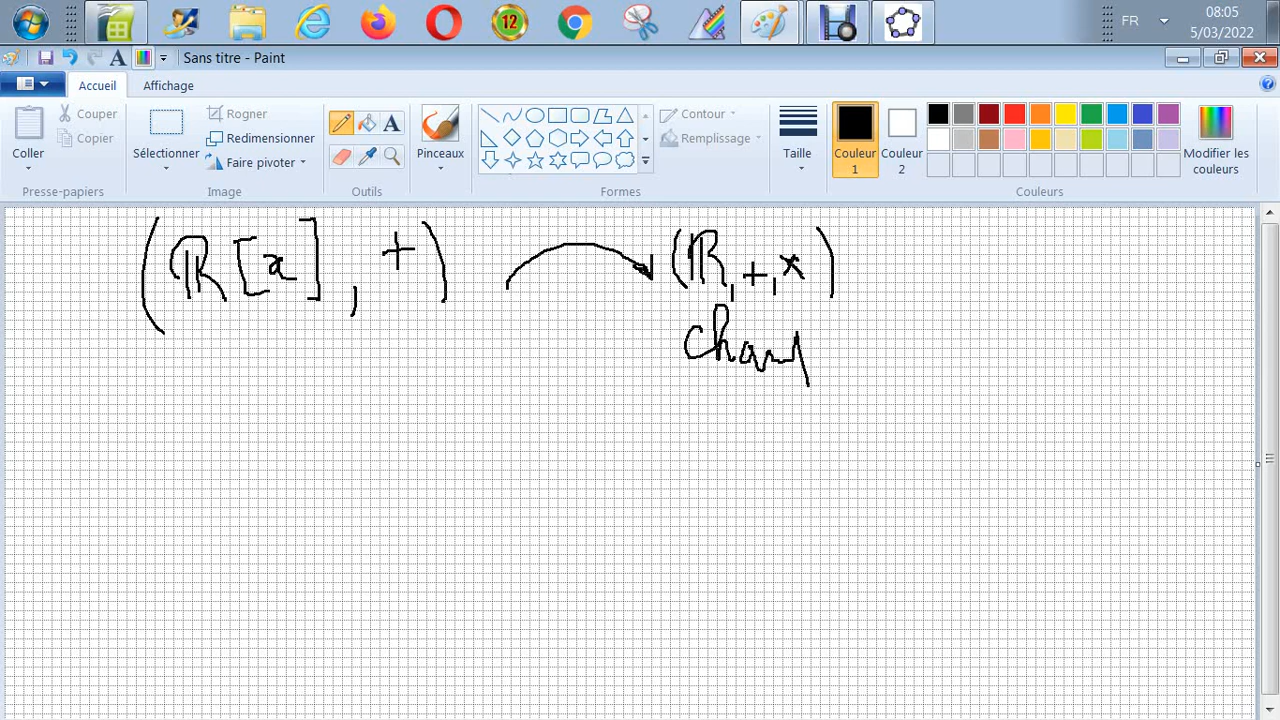 12
FR
08:05
5/03/2022
Sans titre - Paint
Accueil
Affichage
Coller
Couper
Copier
Presse-papiers
Sélectionner
Rogner
Redimensionner
Faire pivoter
Image
A
Outils
Pinceaux
Contour
Remplissage
Formes
Taille
Couleur 1
Couleur 2
Modifier les couleurs
Couleurs
(ℝ[x], +) (ℝ, +, ×)